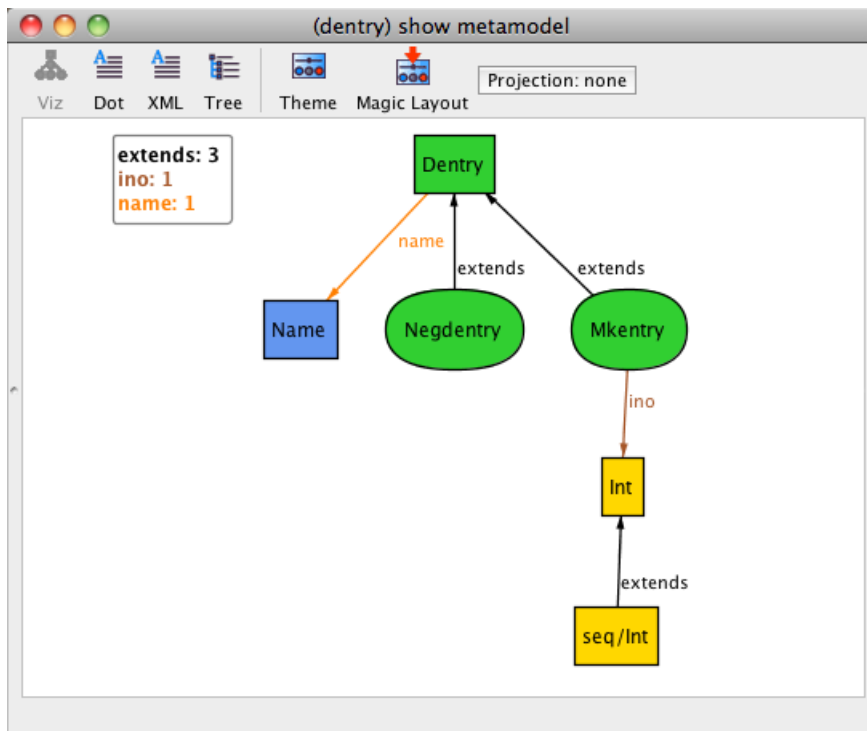 (dentry) show metamodel
Viz Dot XML Tree Theme Magic Layout Projection: none
extends: 3
ino: 1
name: 1
Dentry
name
extends
extends
Name
Negdentry
Mkentry
ino
Int
extends
seq/Int